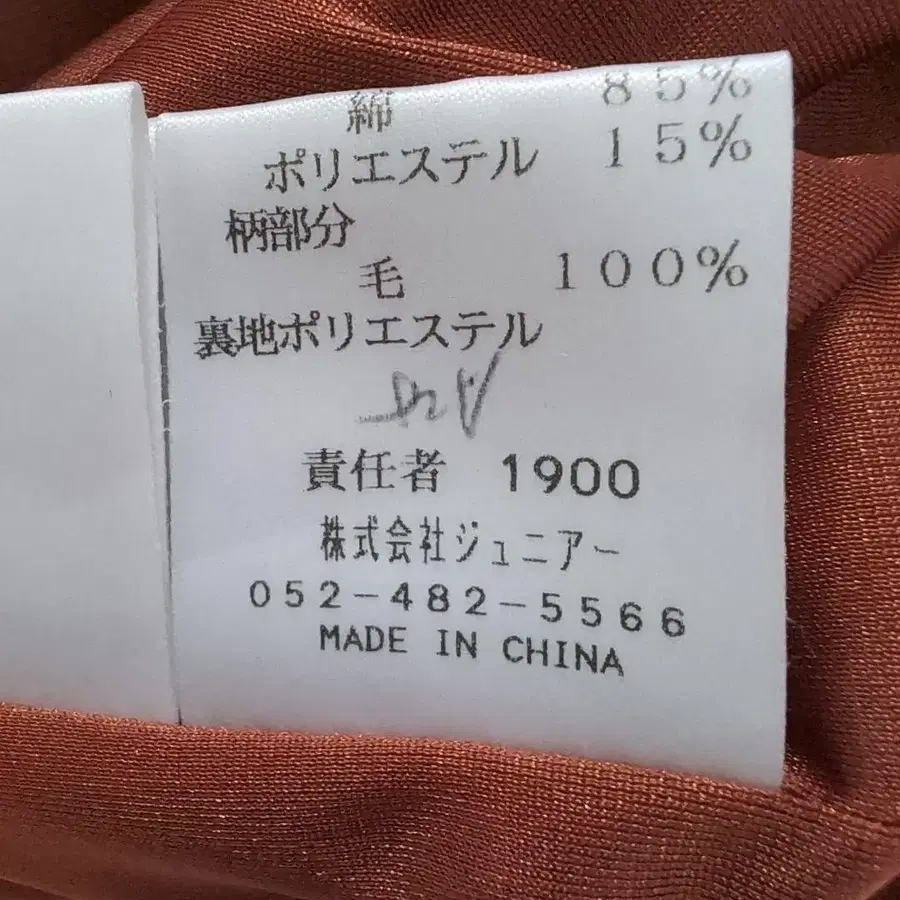 綿 85%
ポリエステル 15%
柄部分
毛 100%
裏地ポリエステル
責任者 1900
株式会社ジュニアー
052-482-5566
MADE IN CHINA